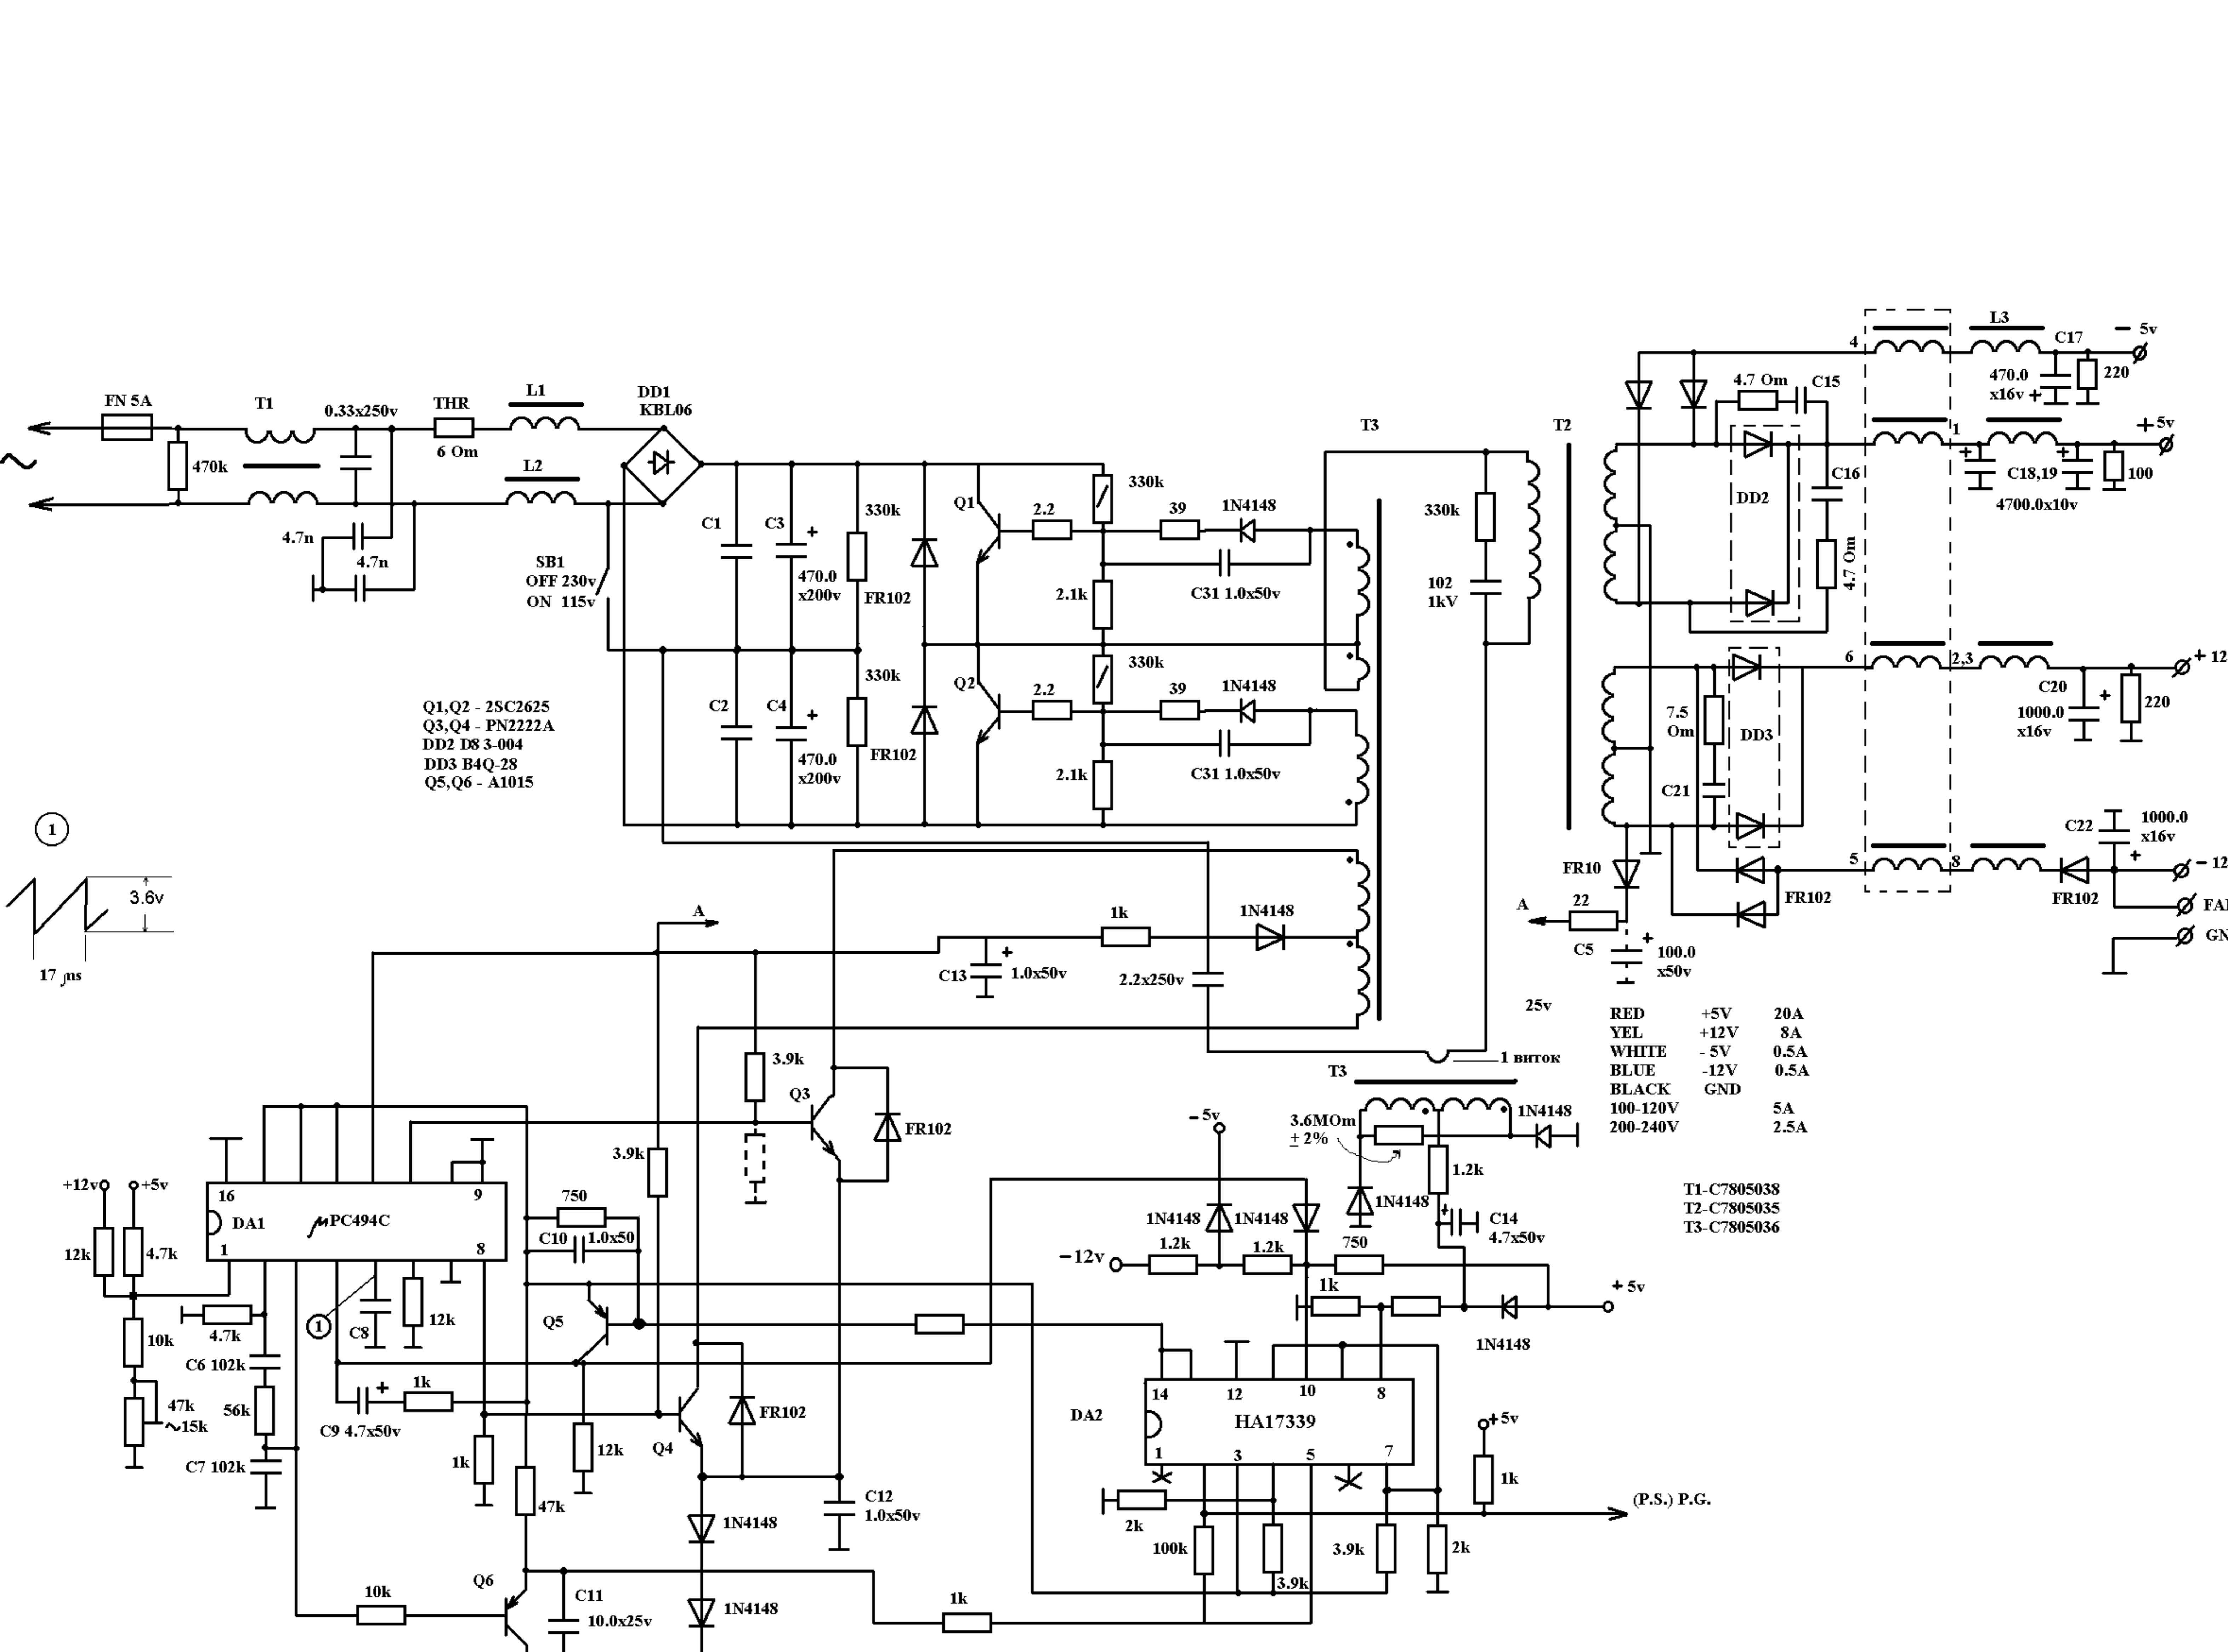 L3
C17
− 5v
470.0
x16v +
220
4
4.7 Om
C15
1
+5v
+
C18,19
+
4700.0x10v
100
DD2
C16
4.7 Om
FN 5A
T1
0.33x250v
THR
6 Om
L1
L2
DD1
KBL06
470k
4.7n
4.7n
SB1
OFF 230v
ON 115v
C1
C3
+
470.0
x200v
330k
FR102
C2
C4
+
470.0
x200v
330k
FR102
Q1
2.2
330k
39
1N4148
2.1k
C31 1.0x50v
Q2
2.2
330k
39
1N4148
2.1k
C31 1.0x50v
T3
T2
330k
102
1kV
Q1,Q2 - 2SC2625
Q3,Q4 - PN2222A
DD2 D8 3-004
DD3 B4Q-28
Q5,Q6 - A1015
6
2,3
+ 12
C20
+
1000.0
x16v
220
7.5
Om
DD3
C21
C22
1000.0
x16v
+
5
8
− 12
FR10
FR102
FR102
FA
GN
A
22
C5
+
100.0
x50v
25v
1
3.6v
17 ms
A
1k
1N4148
C13
+
1.0x50v
2.2x250v
1 виток
RED +5V 20A
YEL +12V 8A
WHITE - 5V 0.5A
BLUE -12V 0.5A
BLACK GND
100-120V 5A
200-240V 2.5A
T1-C7805038
T2-C7805035
T3-C7805036
3.9k
Q3
FR102
3.9k
T3
− 5v
3.6MOm
± 2%
1N4148
1.2k
1N4148
1N4148
1N4148
+
C14
4.7x50v
−12v
1.2k
1.2k
750
1k
+ 5v
1N4148
+12v
+5v
16
9
DA1
μPC494C
1
8
12k
4.7k
750
C10
1.0x50
4.7k
10k
1
C8
12k
Q5
C6 102k
47k
~15k
56k
C9 4.7x50v
+
1k
C7 102k
1k
12k
Q4
FR102
47k
C12
1.0x50v
1N4148
1N4148
Q6
10k
C11
10.0x25v
1k
14
12
10
8
DA2
HA17339
1
3
5
7
+5v
1k
2k
100k
3.9k
3.9k
2k
(P.S.) P.G.